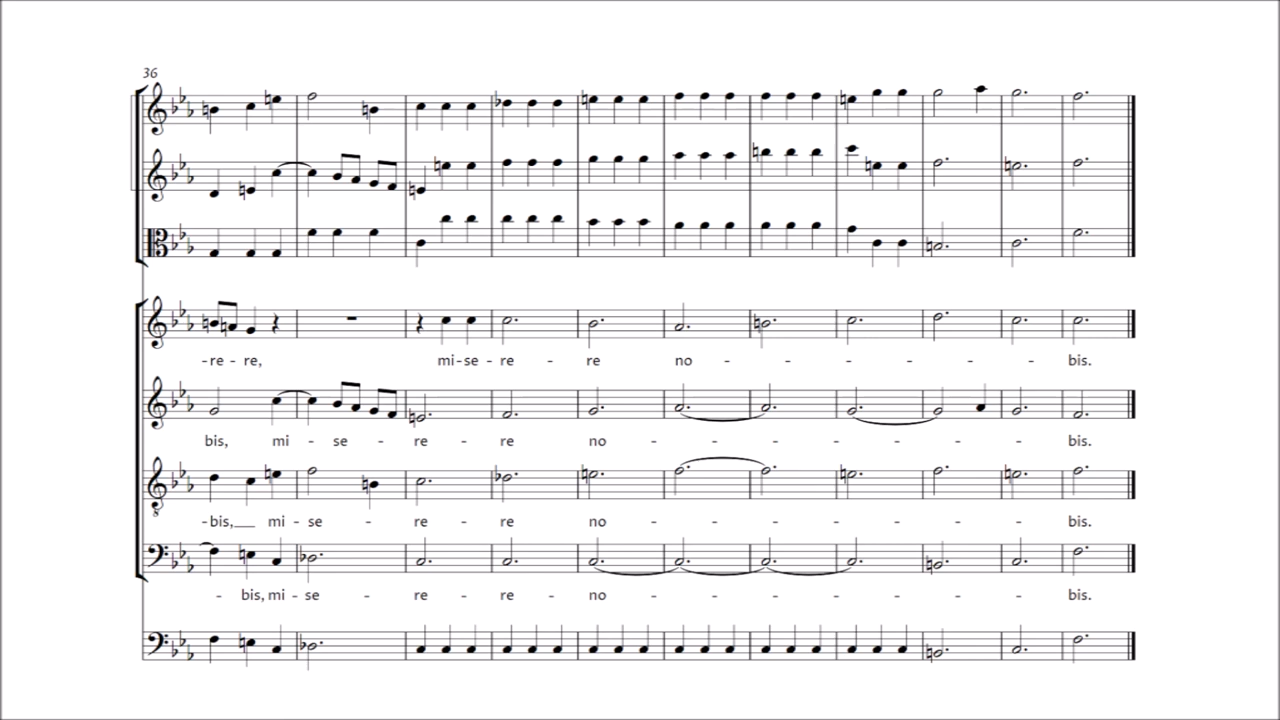 36
-re - re, mi - se - re - re no - - - - - bis.
bis, mi - se - re - re no - - - - - bis.
-bis,__ mi - se - re - re no - - - - - bis.
- bis, mi - se - re - re - no - - - - - bis.